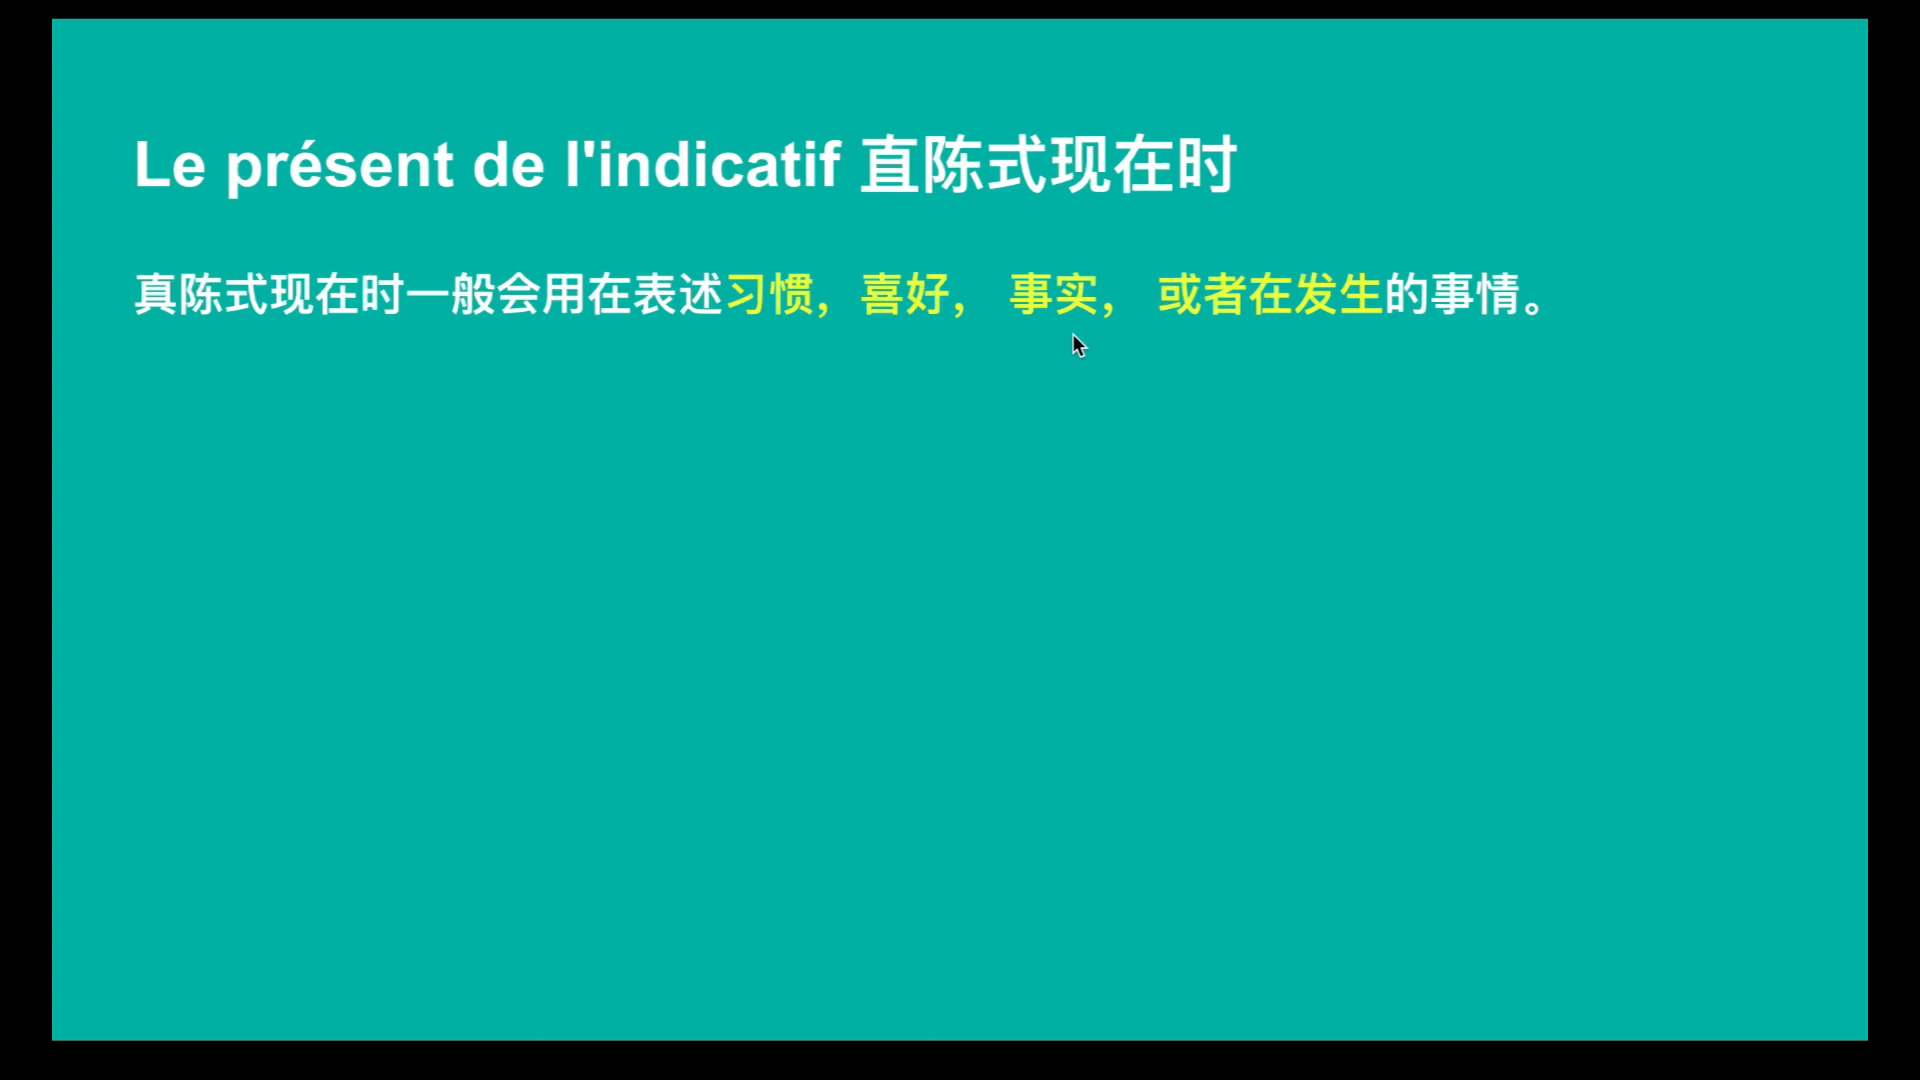 Le présent de l'indicatif 直陈式现在时
真陈式现在时一般会用在表述习惯，喜好， 事实， 或者在发生的事情。